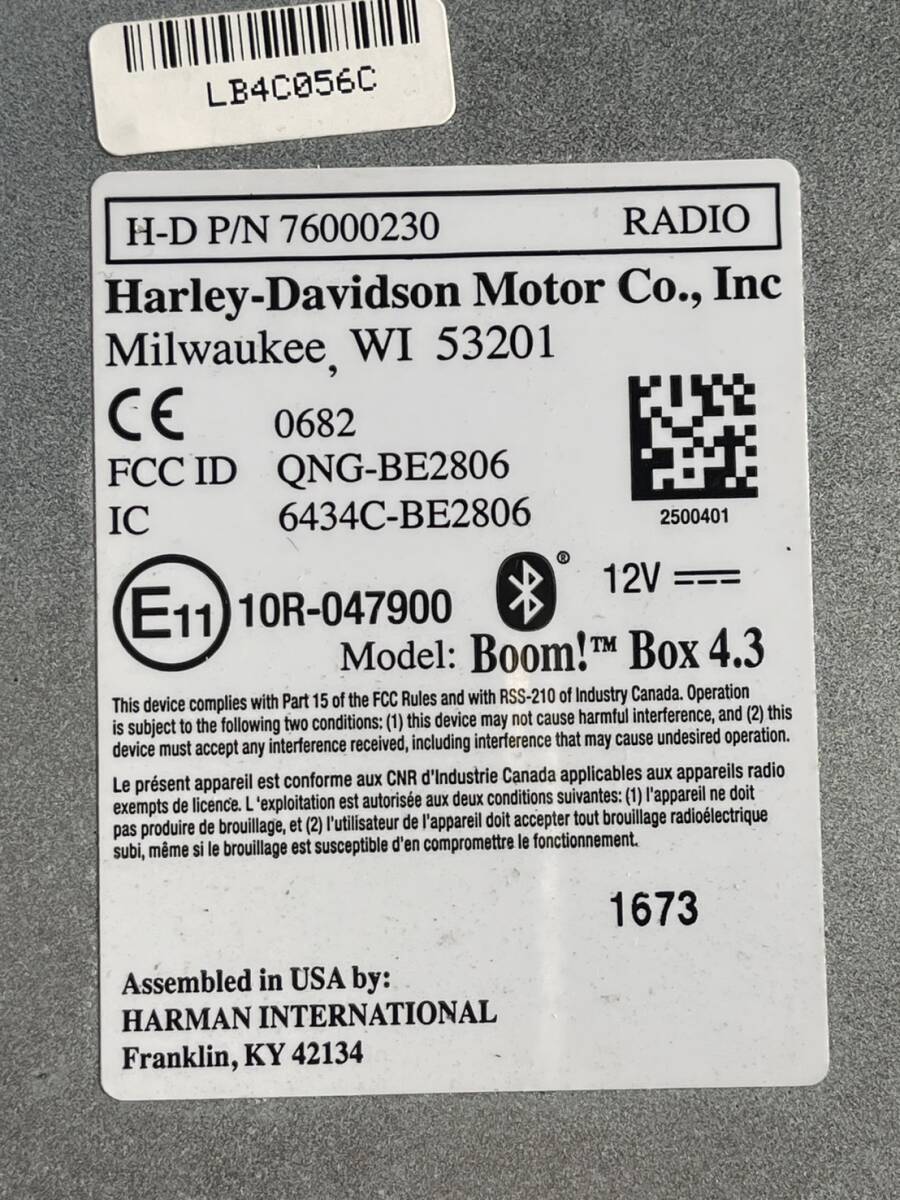 LB4C056C
H-D P/N 76000230 RADIO
Harley-Davidson Motor Co., Inc
Milwaukee, WI 53201
CE 0682
FCC ID QNG-BE2806
IC 6434C-BE2806
2500401
E11 10R-047900 ® 12V
Model: Boom!™ Box 4.3
This device complies with Part 15 of the FCC Rules and with RSS-210 of Industry Canada. Operation
is subject to the following two conditions: (1) this device may not cause harmful interference, and (2) this
device must accept any interference received, including interference that may cause undesired operation.
Le présent appareil est conforme aux CNR d'Industrie Canada applicables aux appareils radio
exempts de licence. L 'exploitation est autorisée aux deux conditions suivantes: (1) l'appareil ne doit
pas produire de brouillage, et (2) l'utilisateur de l'appareil doit accepter tout brouillage radioélectrique
subi, même si le brouillage est susceptible d'en compromettre le fonctionnement.
1673
Assembled in USA by:
HARMAN INTERNATIONAL
Franklin, KY 42134